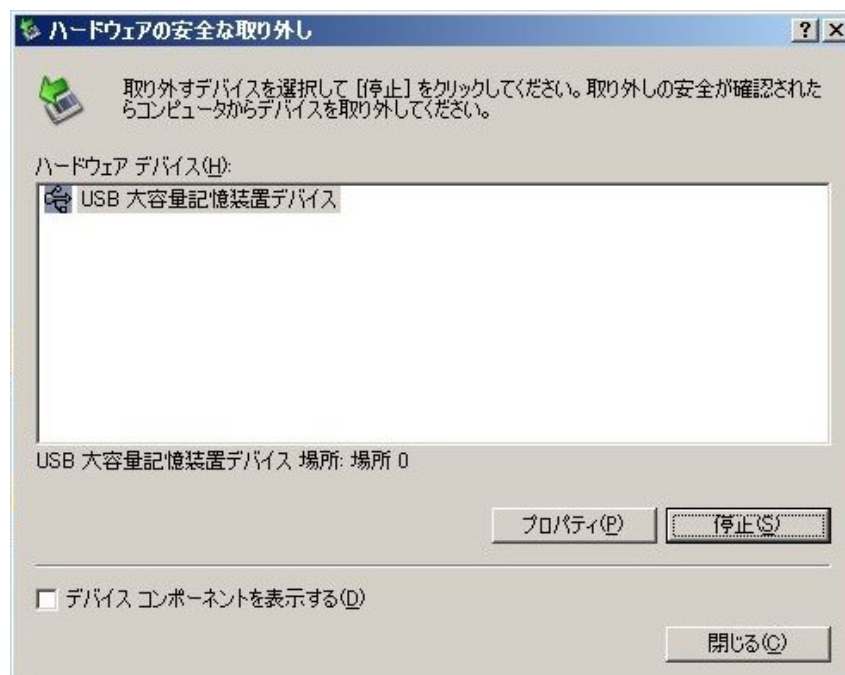 ハードウェアの安全な取り外し
取り外すデバイスを選択して [停止] をクリックしてください。取り外しの安全が確認された
らコンピュータからデバイスを取り外してください。
ハードウェア デバイス(H):
USB 大容量記憶装置デバイス
USB 大容量記憶装置デバイス 場所: 場所 0
プロパティ(P)
停止(S)
デバイス コンポーネントを表示する(D)
閉じる(C)